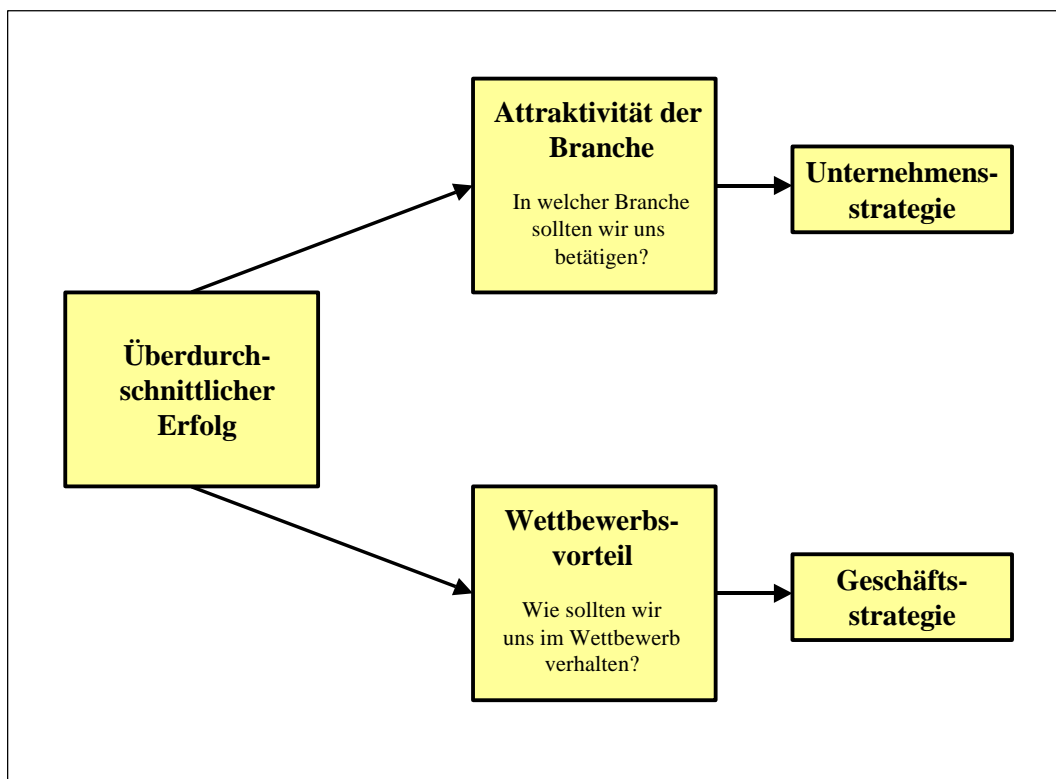 Attraktivität der
Branche
In welcher Branche
sollten wir uns
betätigen?
Unternehmens-
strategie
Überdurch-
schnittlicher
Erfolg
Wettbewerbs-
vorteil
Wie sollten wir
uns im Wettbewerb
verhalten?
Geschäfts-
strategie